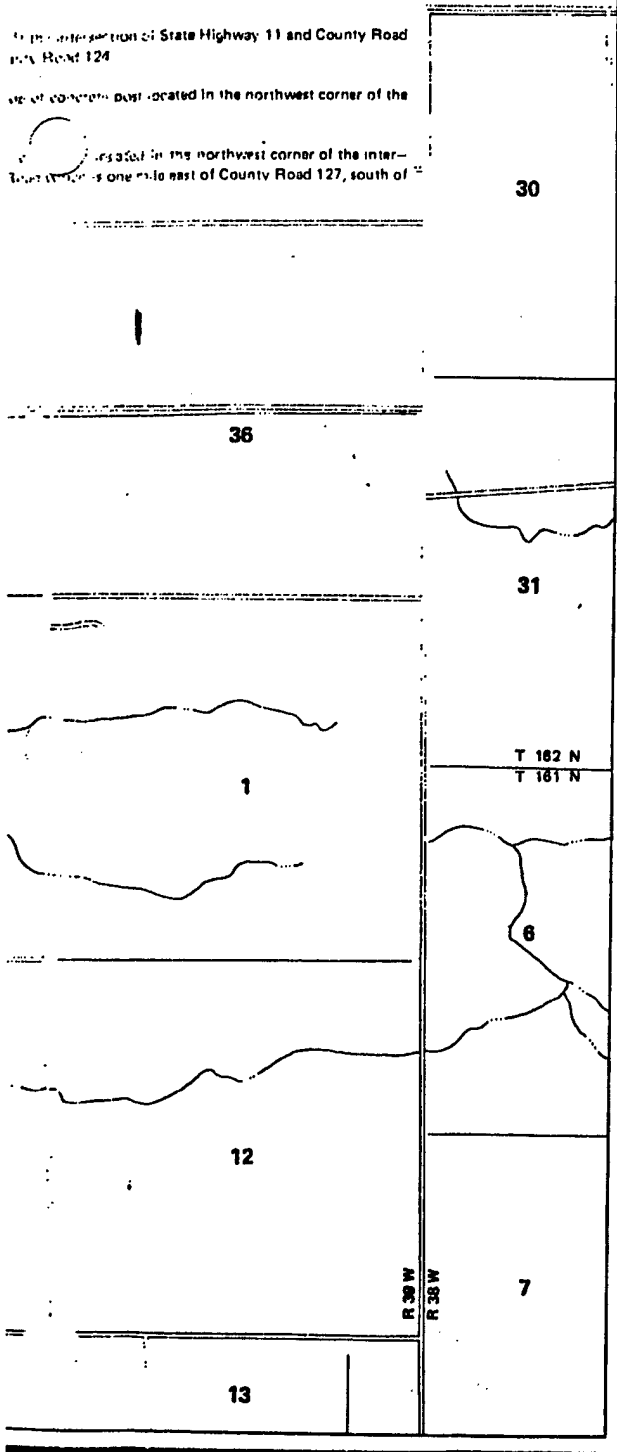 intersection of State Highway 11 and County Road
Road 124
of concrete post located in the northwest corner of the
located in the northwest corner of the inter—
is one mile east of County Road 127, south of
30
36
31
T 162 N
T 161 N
1
6
12
R 39 W
R 38 W
7
13